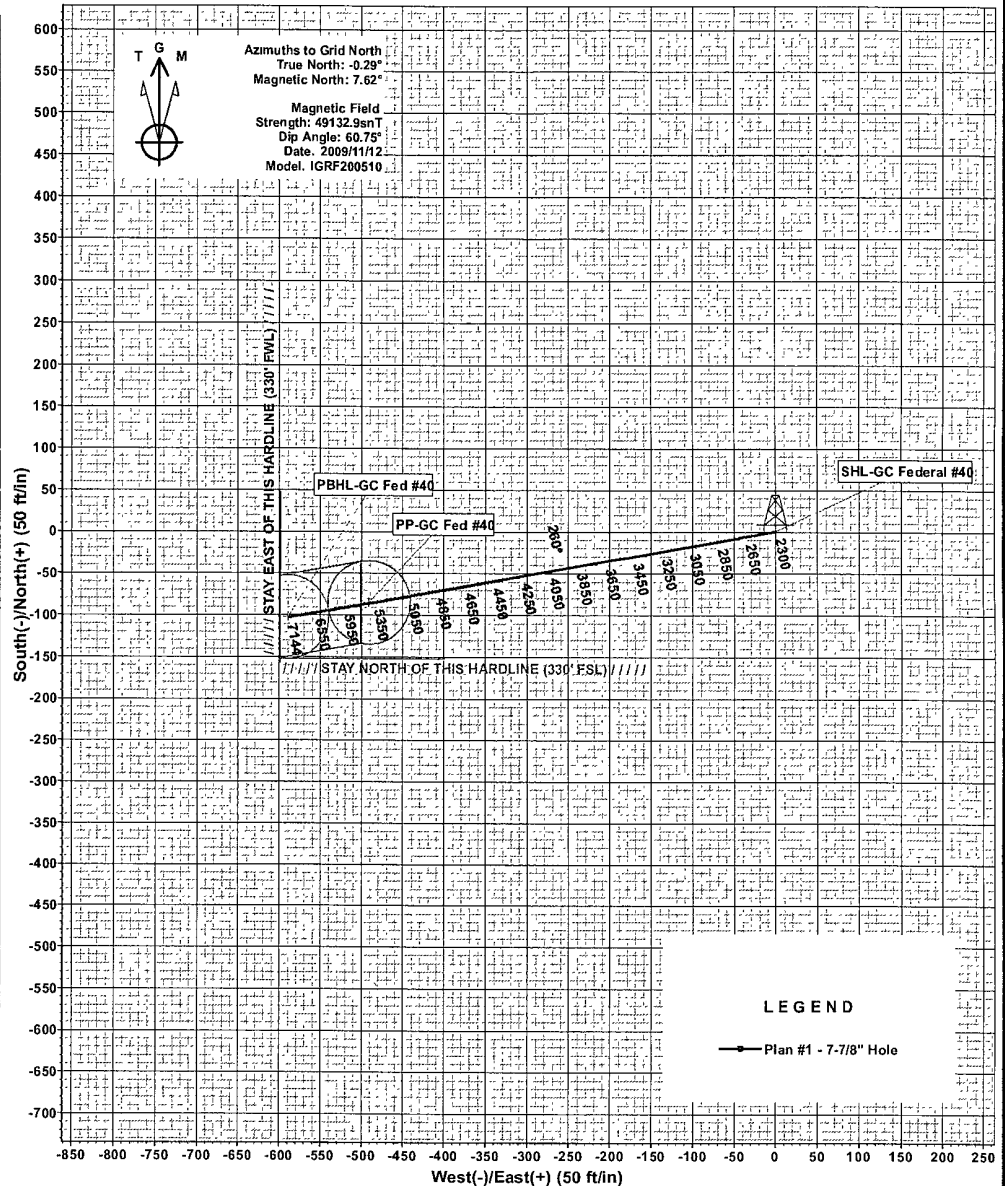 T G M
Azimuths to Grid North
True North: -0.29°
Magnetic North: 7.62°
Magnetic Field
Strength: 49132.9snT
Dip Angle: 60.75°
Date. 2009/11/12
Model. IGRF200510
600
550
500
450
400
350
300
250
200
150
100
50
0
-50
-100
-150
-200
-250
-300
-350
-400
-450
-500
-550
-600
-650
-700
South(-)/North(+) (50 ft/in)
///// STAY EAST OF THIS HARDLINE (330' FWL) /////
PBHL-GC Fed #40
PP-GC Fed #40
SHL-GC Federal #40
260°
7144
6550
5950
5350
5050
4850
4650
4450
4250
4050
3850
3650
3450
3250
3050
2850
2650
2300
///// STAY NORTH OF THIS HARDLINE (330' FSL) /////
LEGEND
Plan #1 - 7-7/8" Hole
-850 -800 -750 -700 -650 -600 -550 -500 -450 -400 -350 -300 -250 -200 -150 -100 -50 0 50 100 150 200 250
West(-)/East(+) (50 ft/in)